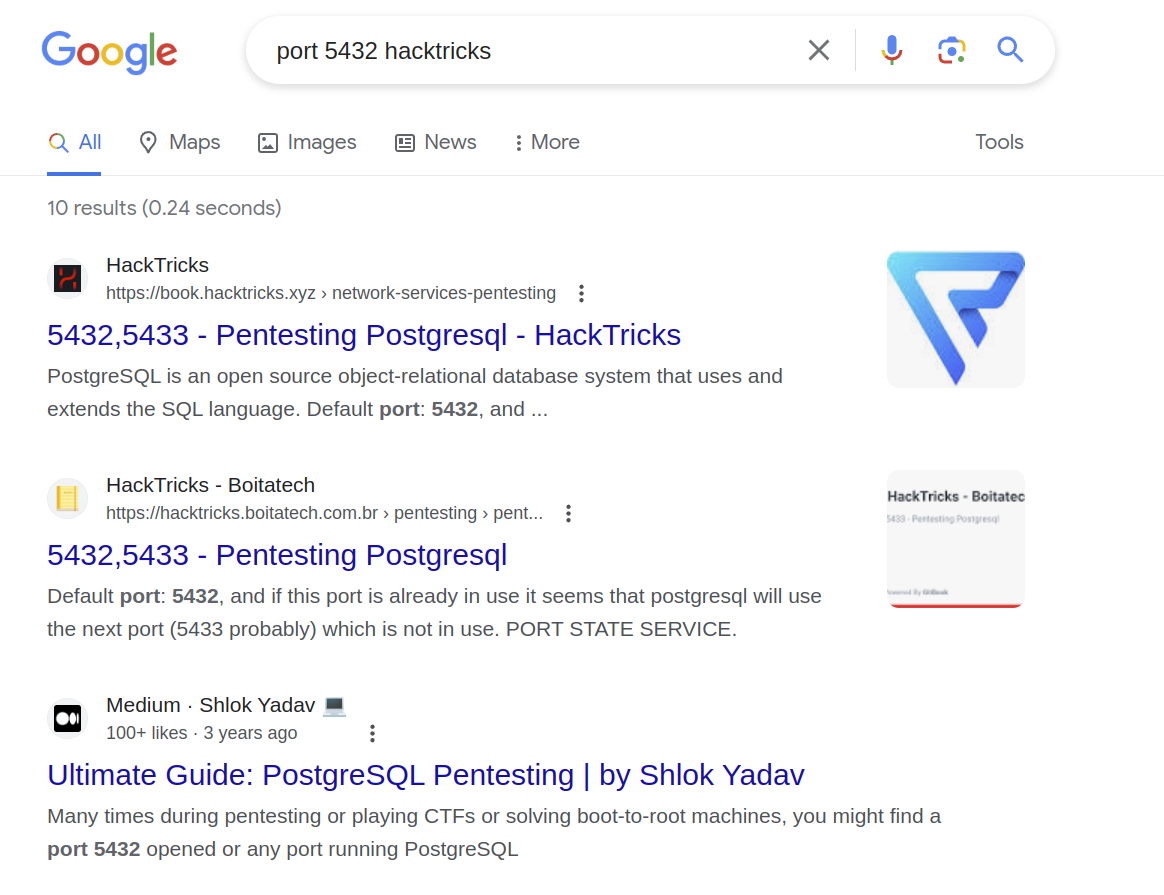 Google
port 5432 hacktricks
All Maps Images News More Tools
10 results (0.24 seconds)
HackTricks
https://book.hacktricks.xyz › network-services-pentesting
5432,5433 - Pentesting Postgresql - HackTricks
PostgreSQL is an open source object-relational database system that uses and
extends the SQL language. Default port: 5432, and ...
HackTricks - Boitatech
https://hacktricks.boitatech.com.br › pentesting › pent...
5432,5433 - Pentesting Postgresql
Default port: 5432, and if this port is already in use it seems that postgresql will use
the next port (5433 probably) which is not in use. PORT STATE SERVICE.
HackTricks - Boitatec
5433 - Pentesting Postgresql
Powered By GitBook
Medium · Shlok Yadav
100+ likes · 3 years ago
Ultimate Guide: PostgreSQL Pentesting | by Shlok Yadav
Many times during pentesting or playing CTFs or solving boot-to-root machines, you might find a
port 5432 opened or any port running PostgreSQL